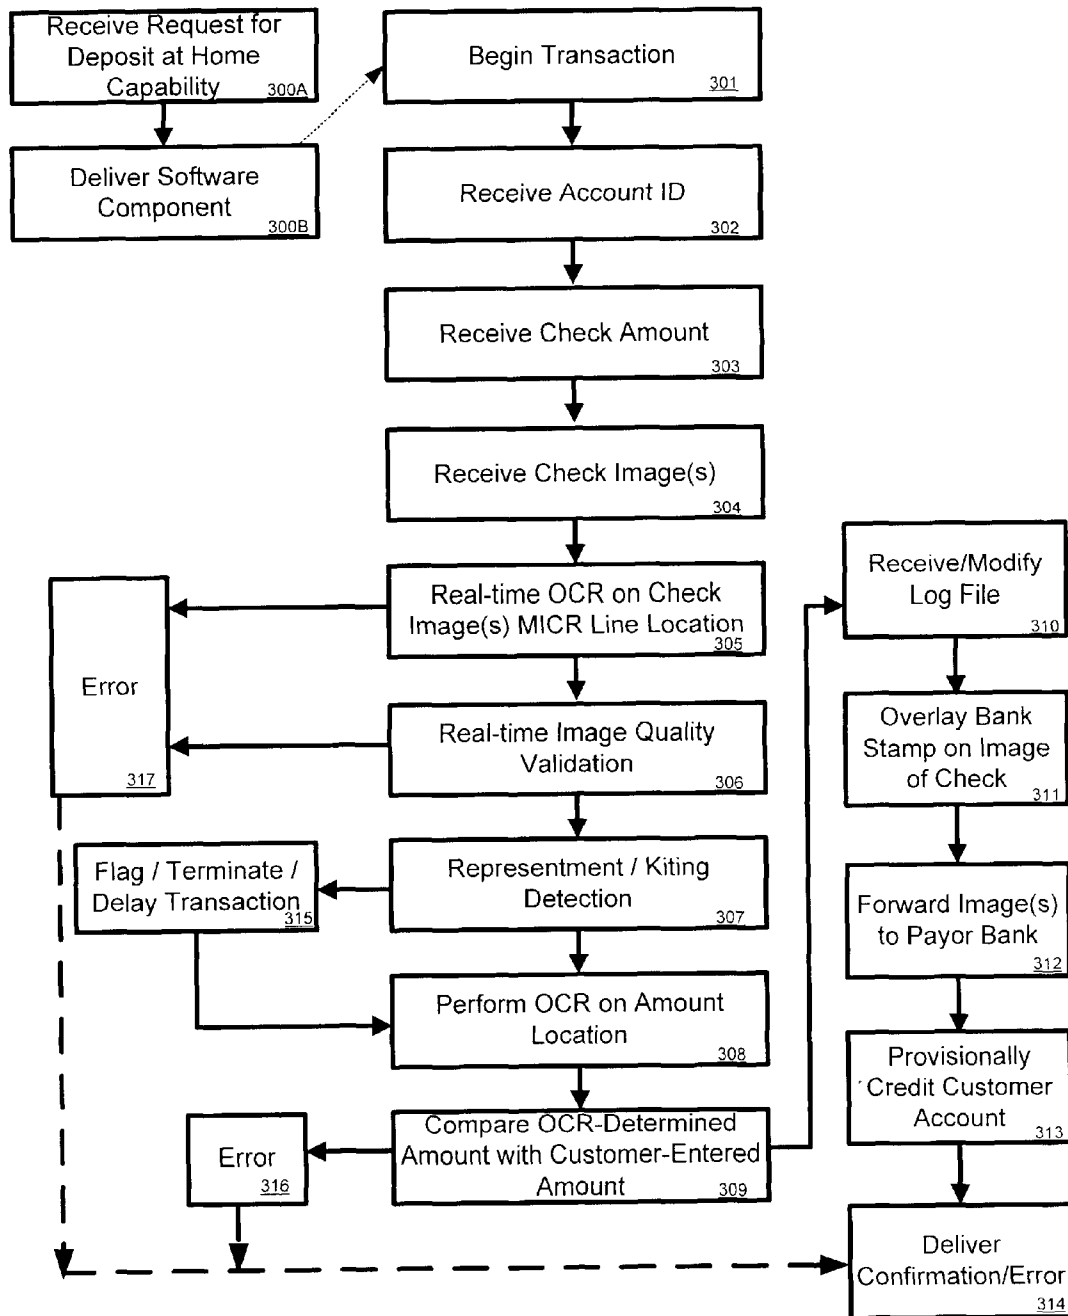 Receive Request for
Deposit at Home
Capability
300A
Deliver Software
Component
300B
Begin Transaction
301
Receive Account ID
302
Receive Check Amount
303
Receive Check Image(s)
304
Real-time OCR on Check
Image(s) MICR Line Location
305
Real-time Image Quality
Validation
306
Error
317
Representment / Kiting
Detection
307
Flag / Terminate /
Delay Transaction
315
Perform OCR on Amount
Location
308
Compare OCR-Determined
Amount with Customer-Entered
Amount
309
Error
316
Receive/Modify
Log File
310
Overlay Bank
Stamp on Image
of Check
311
Forward Image(s)
to Payor Bank
312
Provisionally
Credit Customer
Account
313
Deliver
Confirmation/Error
314